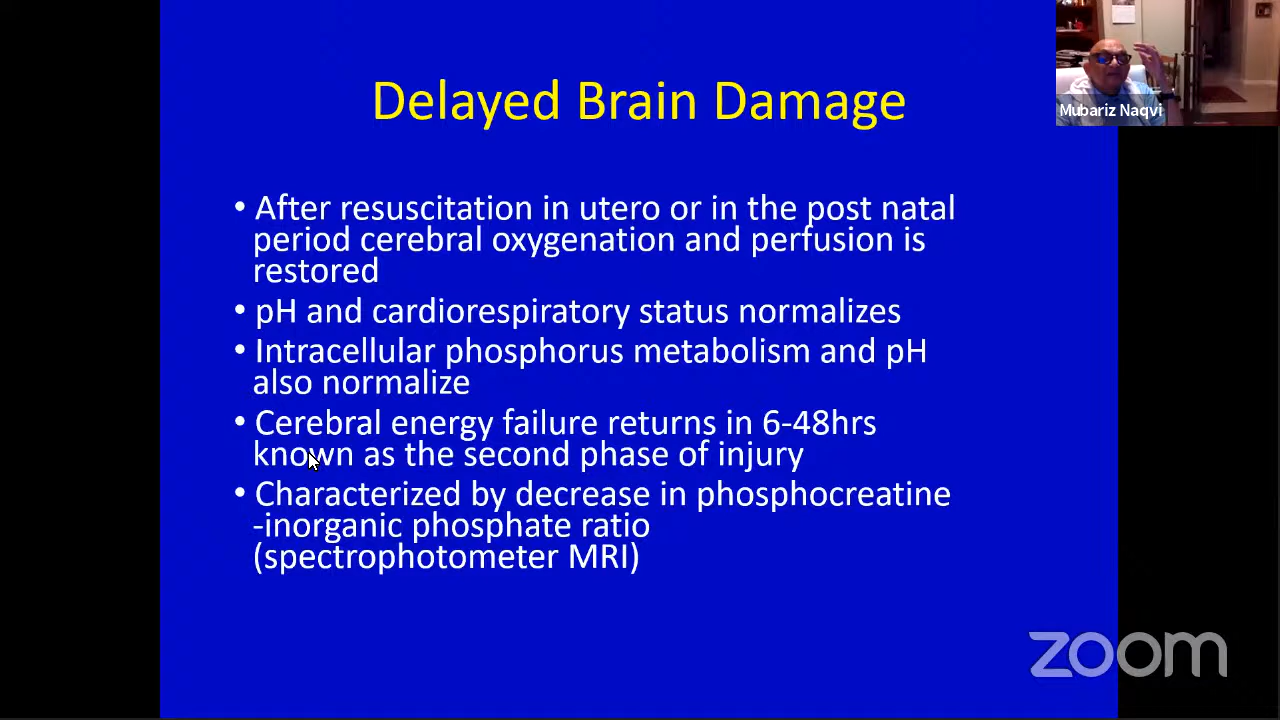 Delayed Brain Damage
Mubariz Naqvi
• After resuscitation in utero or in the post natal
period cerebral oxygenation and perfusion is
restored
• pH and cardiorespiratory status normalizes
• Intracellular phosphorus metabolism and pH
also normalize
• Cerebral energy failure returns in 6-48hrs
known as the second phase of injury
• Characterized by decrease in phosphocreatine
-inorganic phosphate ratio
(spectrophotometer MRI)
zoom